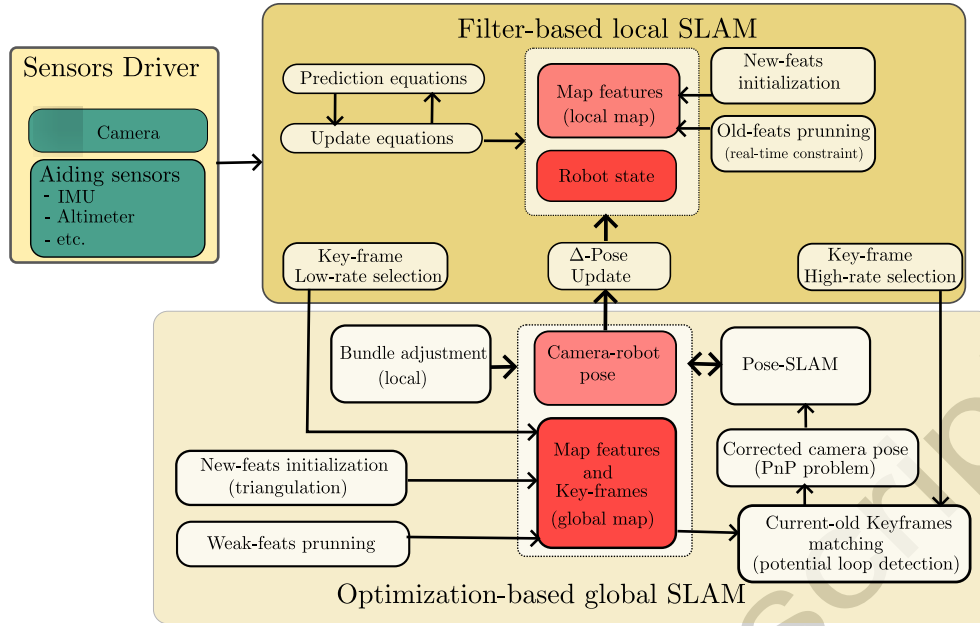 Filter-based local SLAM
Sensors Driver
Camera
Aiding sensors
- IMU
- Altimeter
- etc.
Prediction equations
Update equations
Map features
(local map)
Robot state
New-feats
initialization
Old-feats prunning
(real-time constraint)
Key-frame
Low-rate selection
Δ-Pose
Update
Key-frame
High-rate selection
Bundle adjustment
(local)
Camera-robot
pose
Pose-SLAM
New-feats initialization
(triangulation)
Map features
and
Key-frames
(global map)
Corrected camera pose
(PnP problem)
Weak-feats prunning
Current-old Keyframes
matching
(potential loop detection)
Optimization-based global SLAM